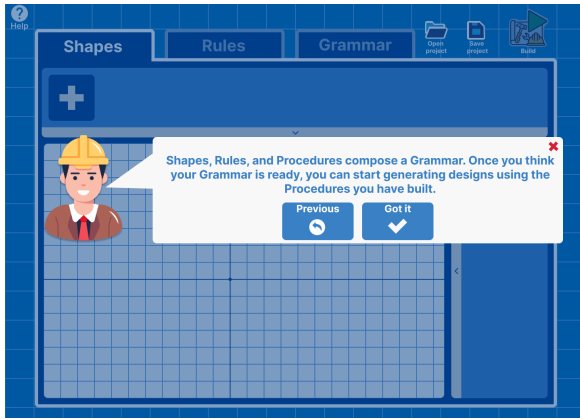 Help
Shapes
Rules
Grammar
Open
project
Save
project
Build
Shapes, Rules, and Procedures compose a Grammar. Once you think
your Grammar is ready, you can start generating designs using the
Procedures you have built.
Previous
Got it